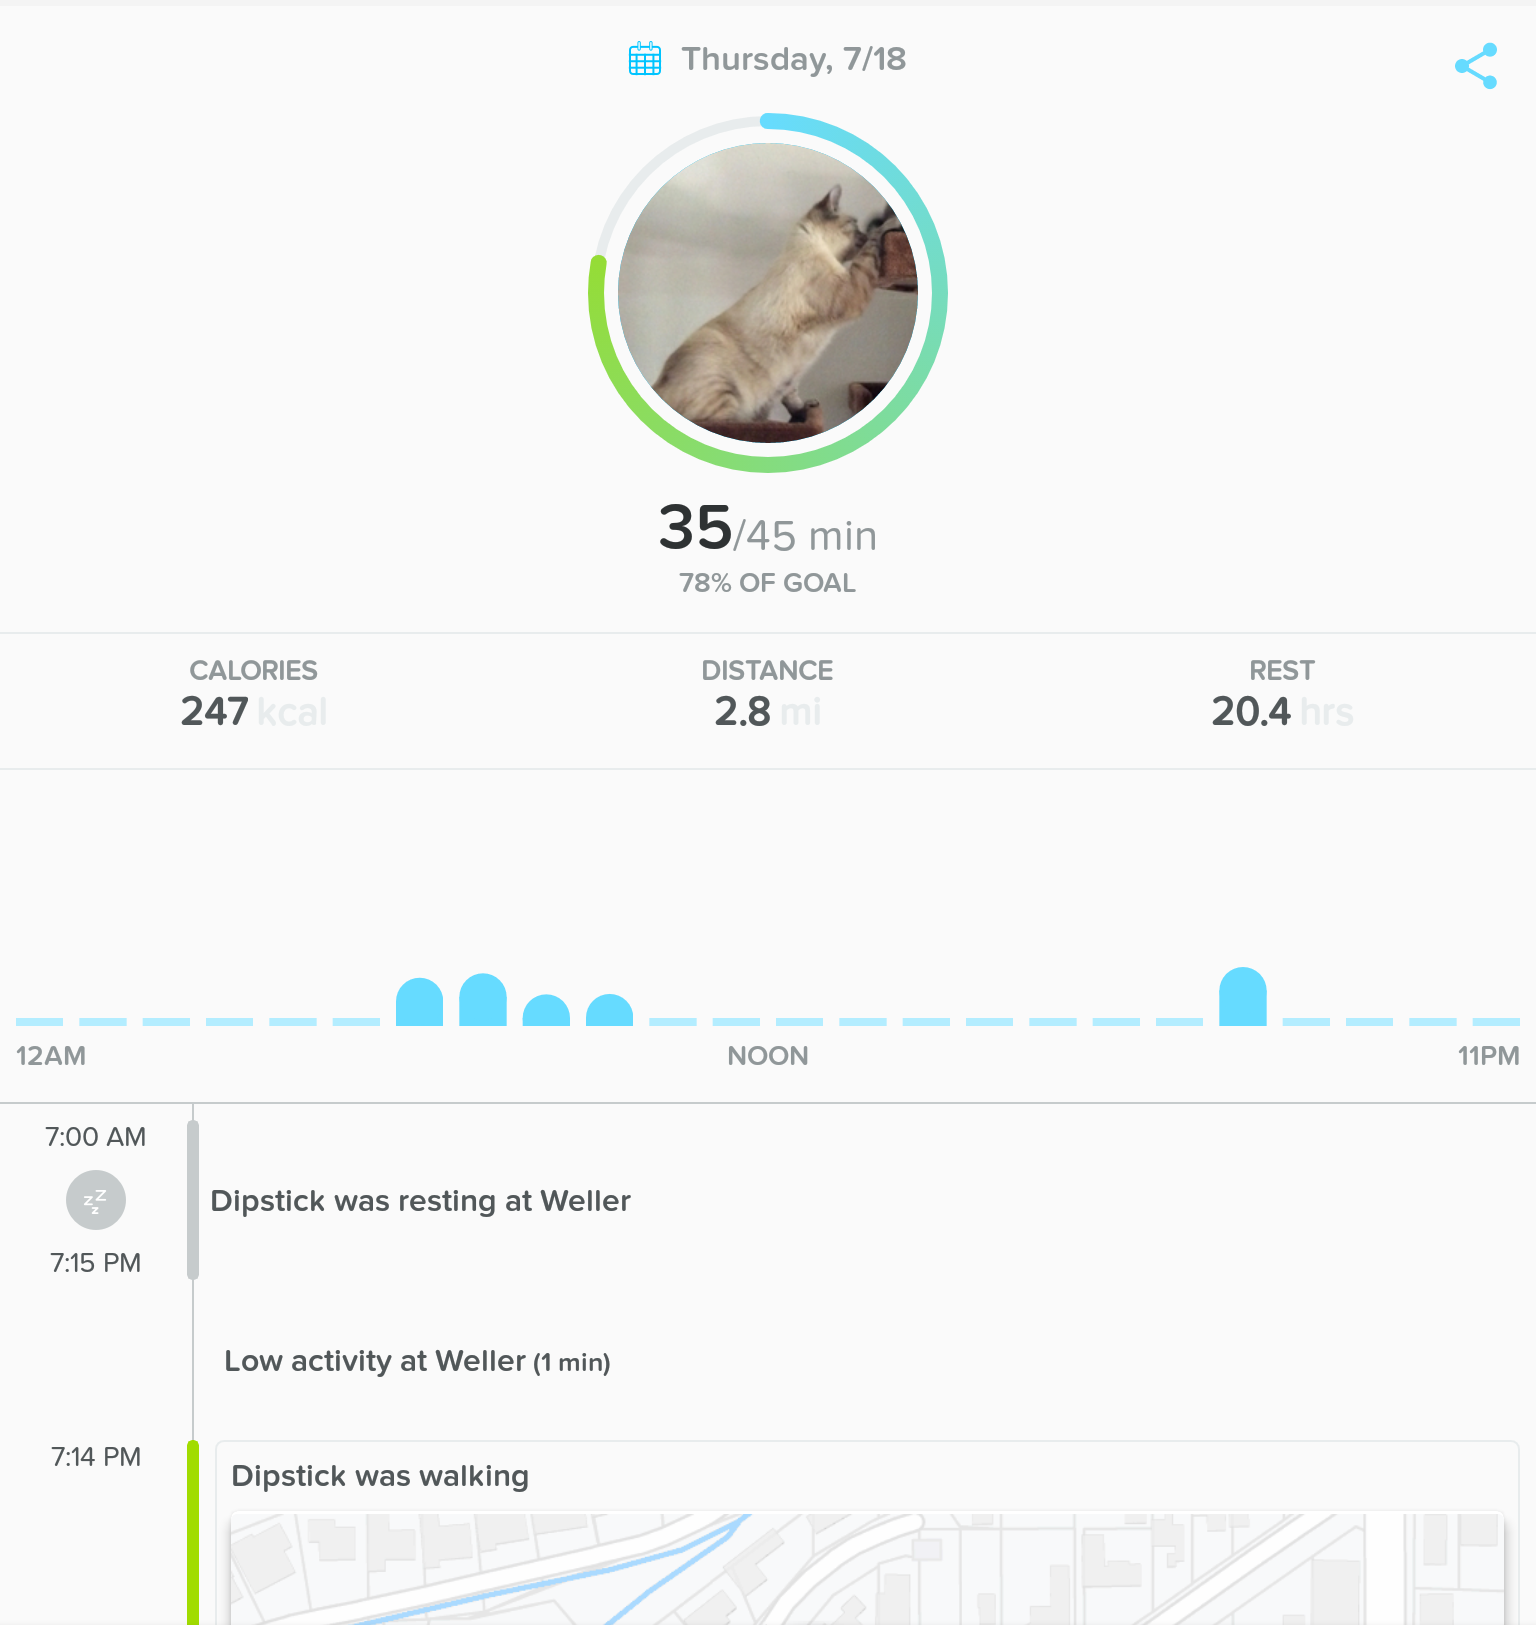 Thursday, 7/18
35/45 min
78% OF GOAL
CALORIES
247 kcal
DISTANCE
2.8 mi
REST
20.4 hrs
12AM
NOON
11PM
7:00 AM
zzz
Dipstick was resting at Weller
7:15 PM
Low activity at Weller (1 min)
7:14 PM
Dipstick was walking